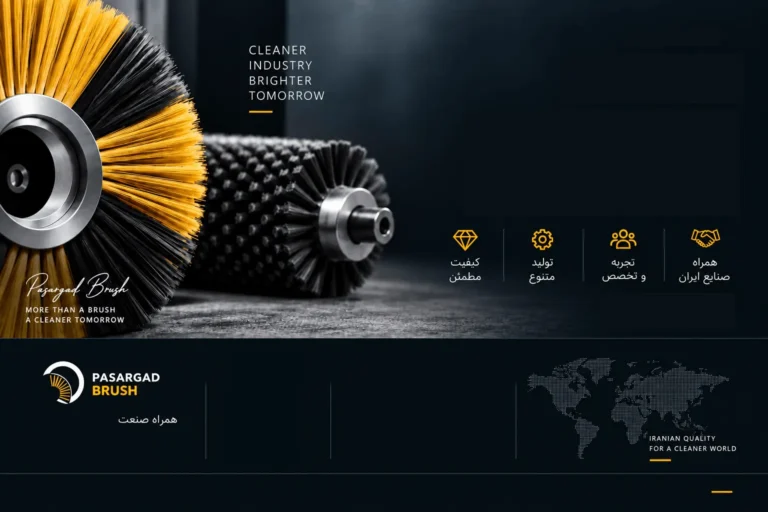 CLEANER
INDUSTRY
BRIGHTER
TOMORROW
همراه
صنایع ایران
تجربه
و تخصص
تولید
متنوع
کیفیت
مطمئن
Pasargad Brush
MORE THAN A BRUSH
A CLEANER TOMORROW
PASARGAD
BRUSH
همراه صنعت
IRANIAN QUALITY
FOR A CLEANER WORLD